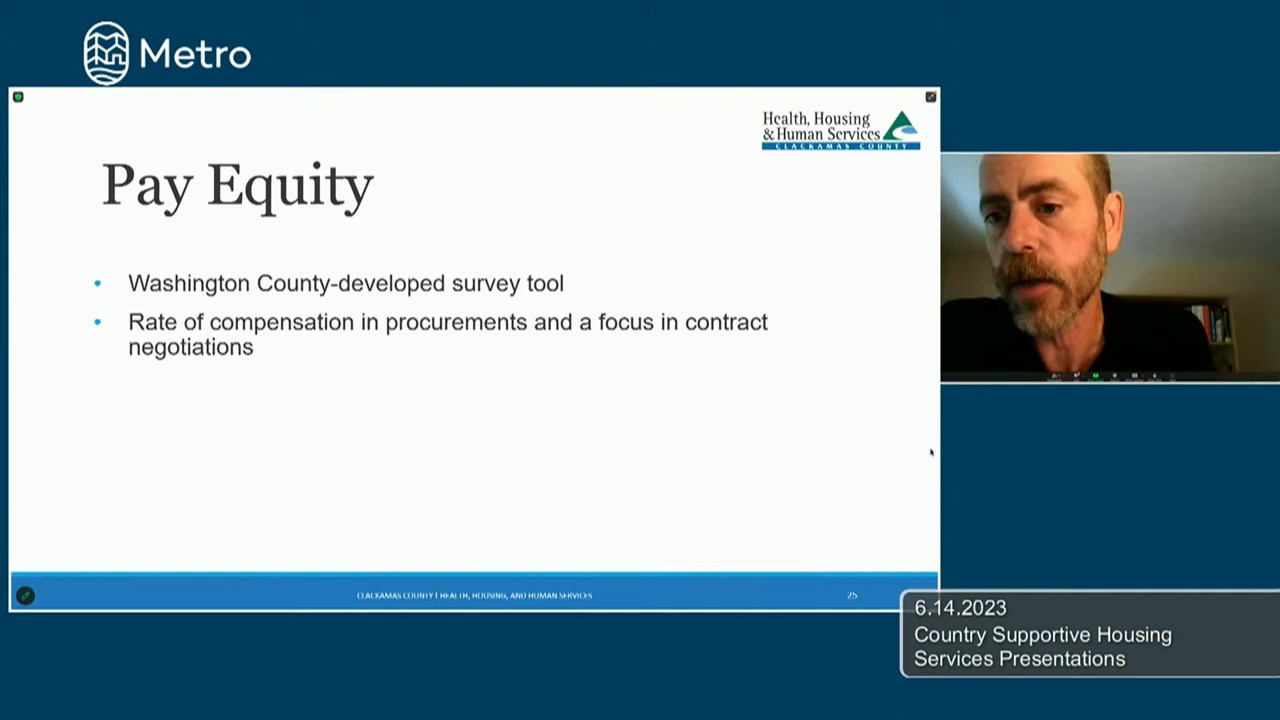 Metro
Health, Housing
& Human Services
CLACKAMAS COUNTY
Pay Equity
• Washington County-developed survey tool
• Rate of compensation in procurements and a focus in contract
negotiations
CLACKAMAS COUNTY | HEALTH, HOUSING, AND HUMAN SERVICES
25
6.14.2023
Country Supportive Housing
Services Presentations